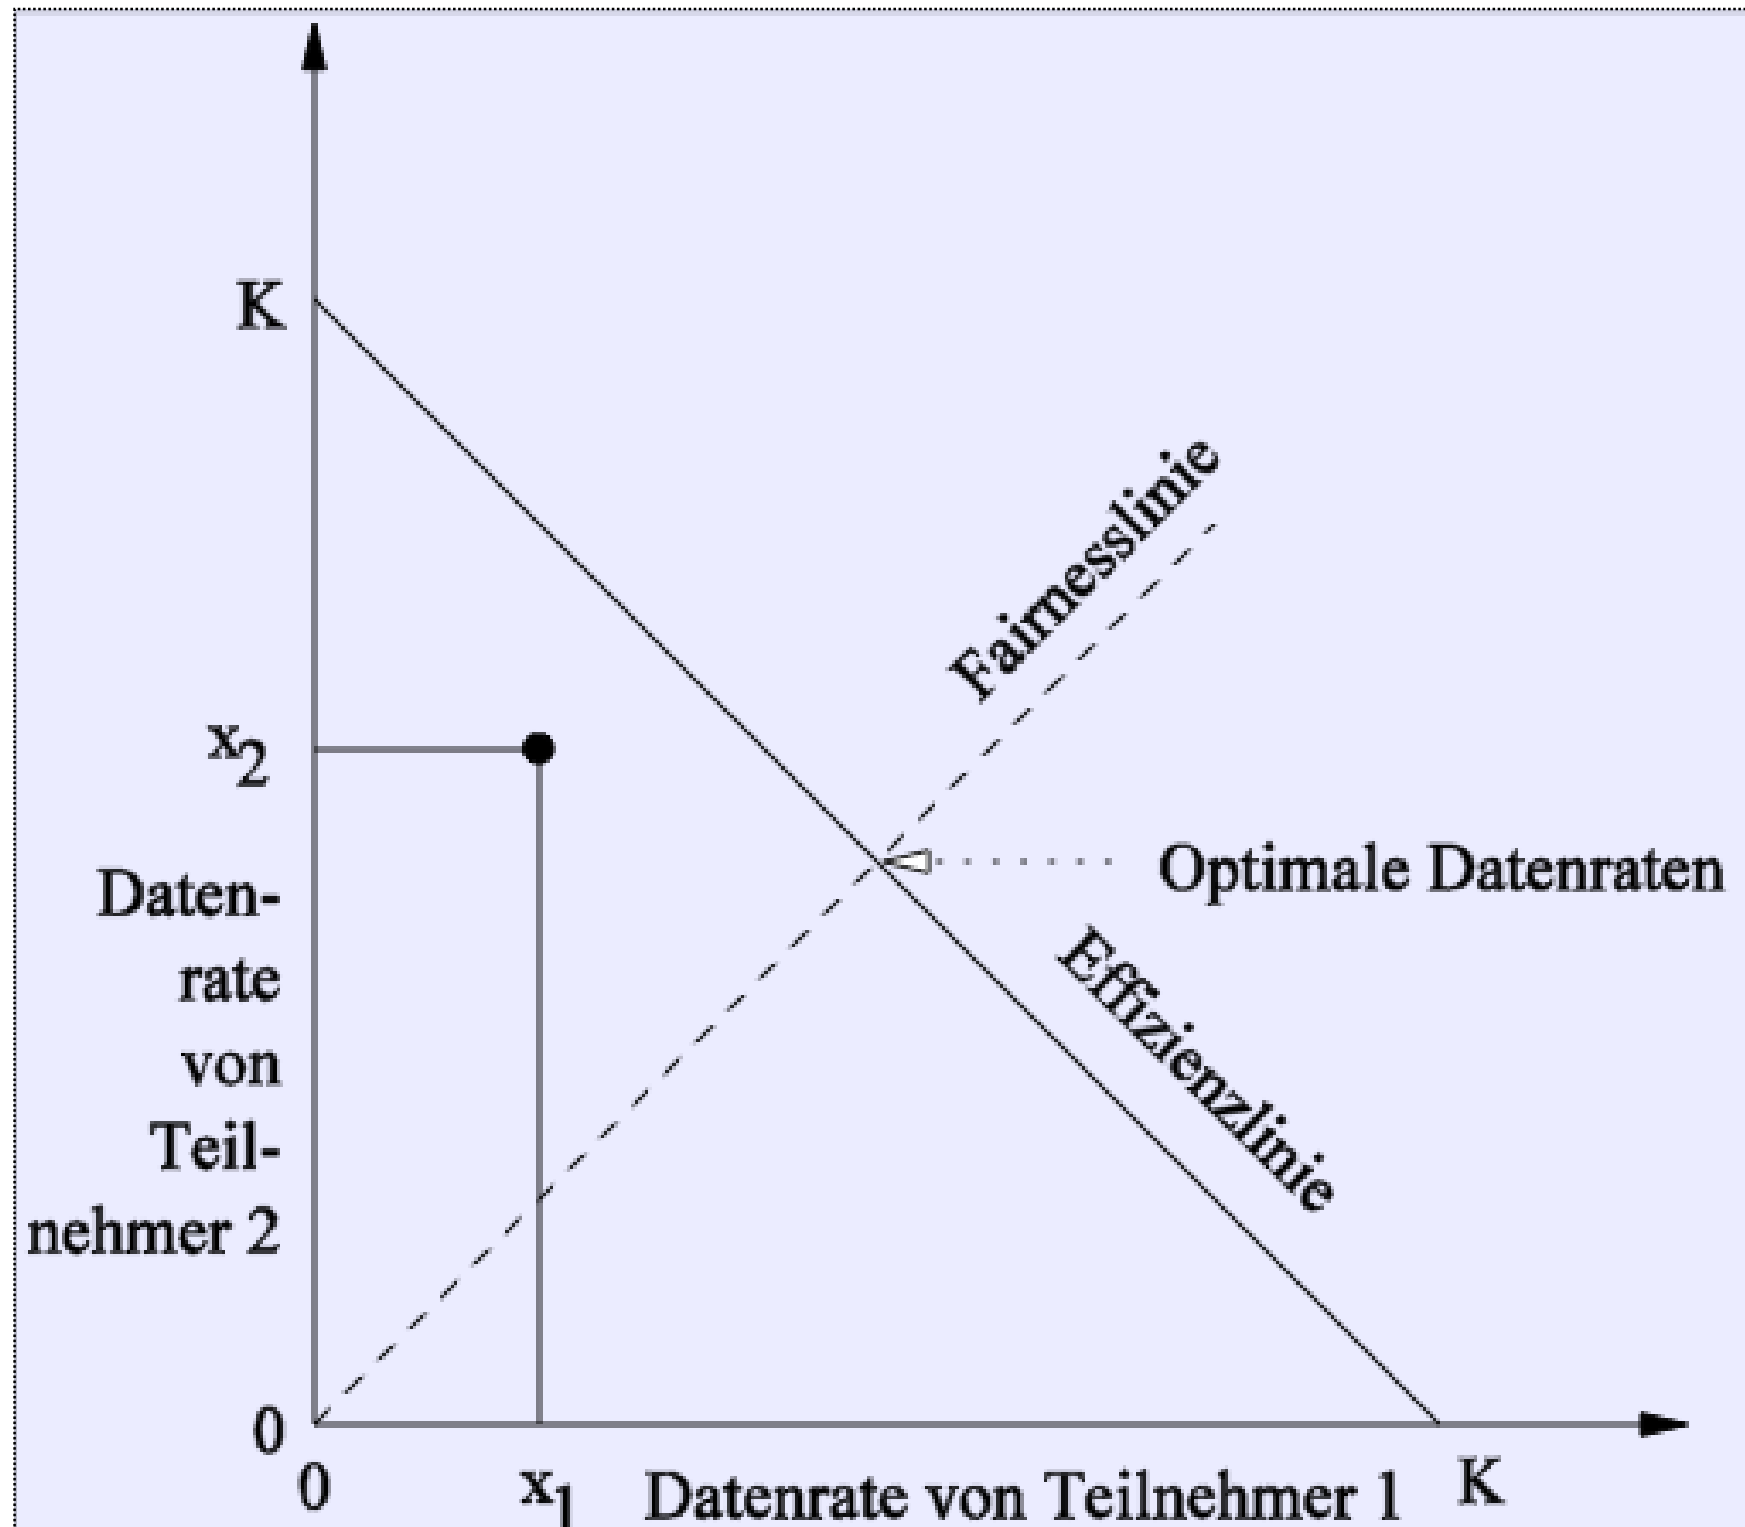 K
Fairnesslinie
x2
Optimale Datenraten
Daten-
rate
von
Teil-
nehmer 2
Effizienzlinie
0
0
x1
Datenrate von Teilnehmer 1
K